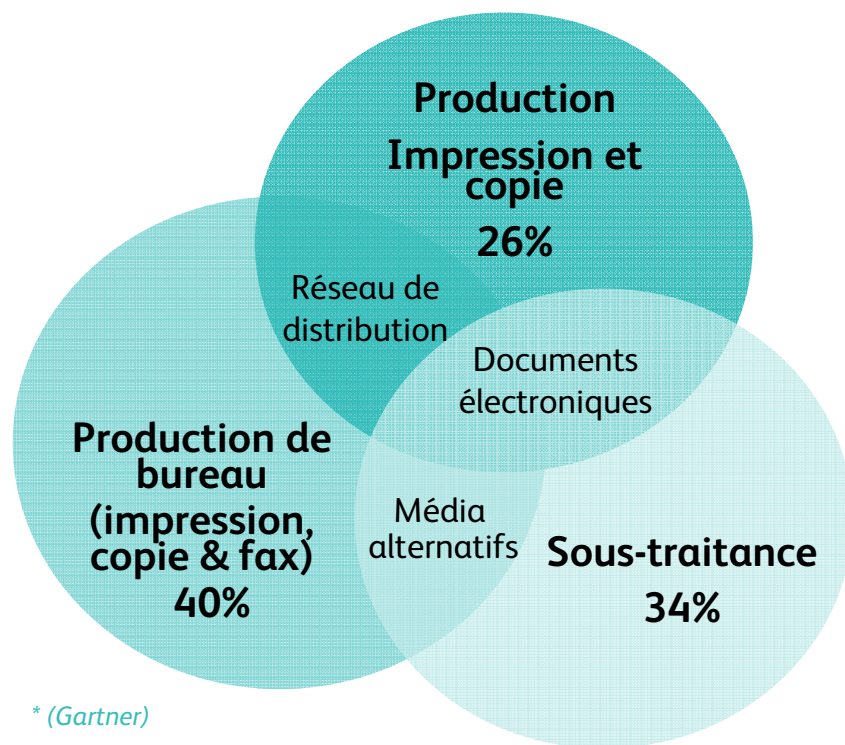 Production
Impression et
copie
26%
Réseau de
distribution
Documents
électroniques
Production de
bureau
(impression,
copie & fax)
40%
Média
alternatifs
Sous-traitance
34%
* (Gartner)